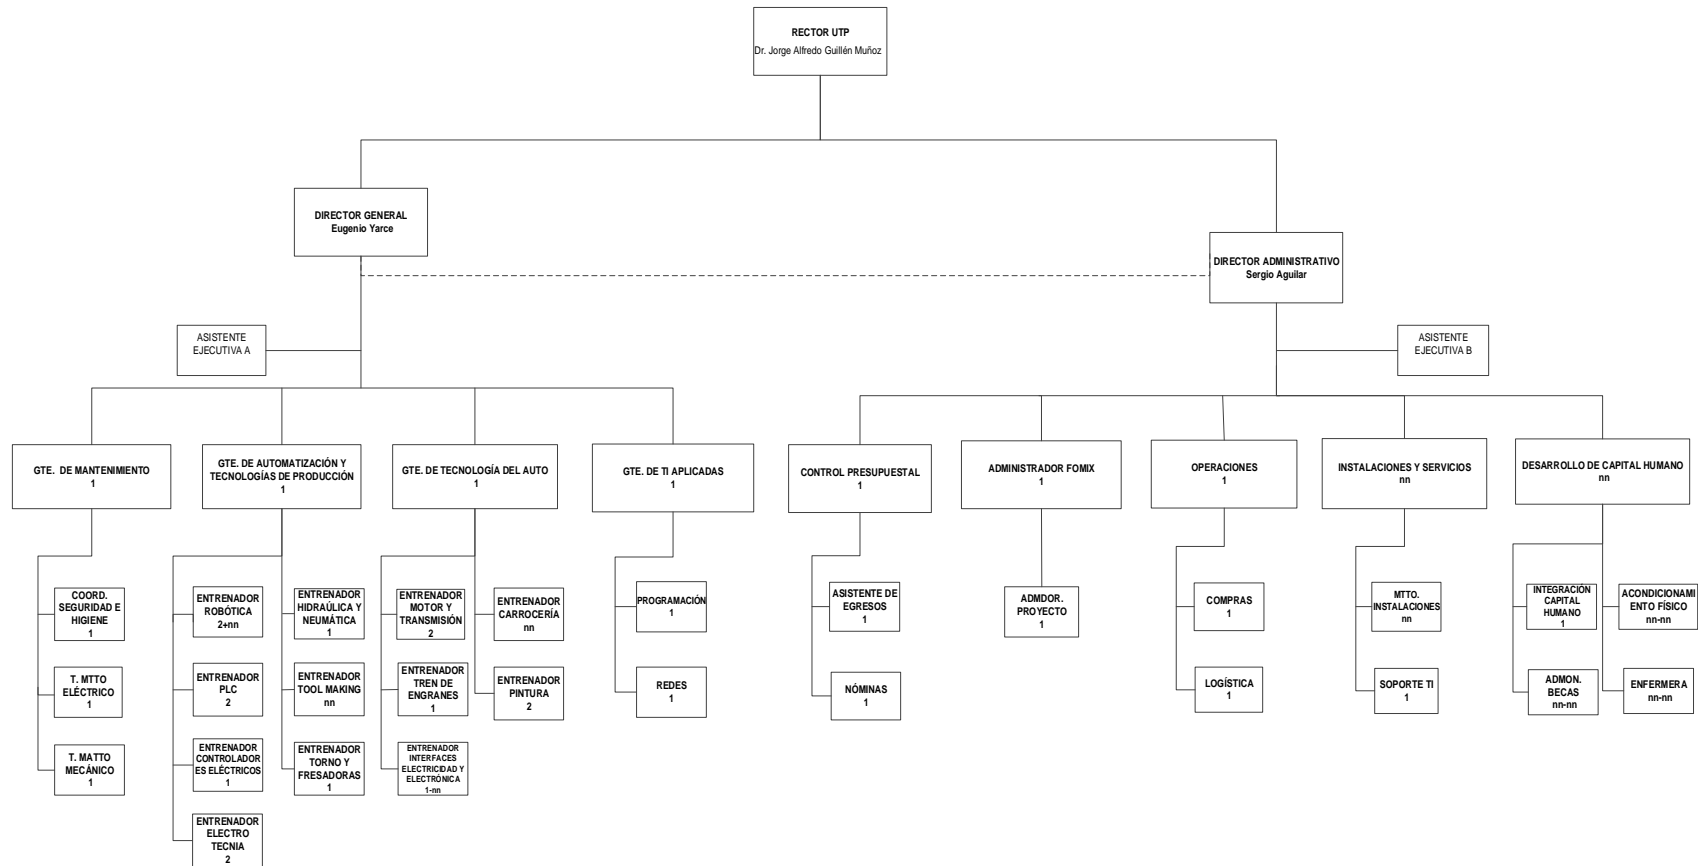 RECTOR UTP
Dr. Jorge Alfredo Guillén Muñoz
DIRECTOR GENERAL
Eugenio Yarce
DIRECTOR ADMINISTRATIVO
Sergio Aguilar
ASISTENTE
EJECUTIVA A
ASISTENTE
EJECUTIVA B
GTE. DE MANTENIMIENTO
1
GTE. DE AUTOMATIZACIÓN Y
TECNOLOGÍAS DE PRODUCCIÓN
1
GTE. DE TECNOLOGÍA DEL AUTO
1
GTE. DE TI APLICADAS
1
CONTROL PRESUPUESTAL
1
ADMINISTRADOR FOMIX
1
OPERACIONES
1
INSTALACIONES Y SERVICIOS
nn
DESARROLLO DE CAPITAL HUMANO
nn
COORD.
SEGURIDAD E
HIGIENE
1
T. MTTO
ELÉCTRICO
1
T. MATTO
MECÁNICO
1
ENTRENADOR
ROBÓTICA
2+nn
ENTRENADOR
PLC
2
ENTRENADOR
CONTROLADOR
ES ELÉCTRICOS
1
ENTRENADOR
ELECTRO
TECNIA
2
ENTRENADOR
HIDRAÚLICA Y
NEUMÁTICA
1
ENTRENADOR
TOOL MAKING
nn
ENTRENADOR
TORNO Y
FRESADORAS
1
ENTRENADOR
MOTOR Y
TRANSMISIÓN
2
ENTRENADOR
TREN DE
ENGRANES
1
ENTRENADOR
INTERFACES
ELECTRICIDAD Y
ELECTRÓNICA
1-nn
ENTRENADOR
CARROCERÍA
nn
ENTRENADOR
PINTURA
2
PROGRAMACIÓN
1
REDES
1
ASISTENTE DE
EGRESOS
1
NÓMINAS
1
ADMDOR.
PROYECTO
1
COMPRAS
1
LOGÍSTICA
1
MTTO.
INSTALACIONES
nn
SOPORTE TI
1
INTEGRACIÓN
CAPITAL
HUMANO
1
ADMON.
BECAS
nn-nn
ACONDICIONAMI
ENTO FÍSICO
nn-nn
ENFERMERA
nn-nn